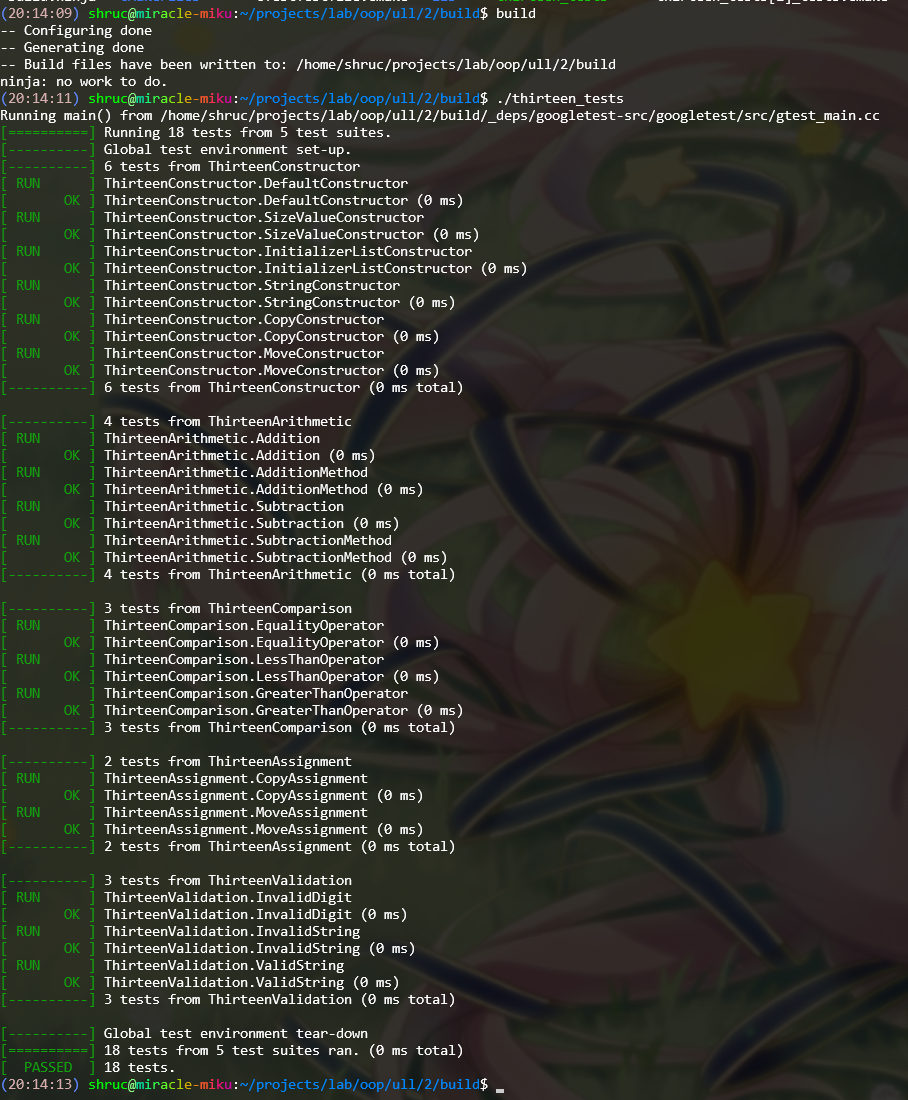 (20:14:09) shruc@miracle-miku:~/projects/lab/oop/ull/2/build$ build
-- Configuring done
-- Generating done
-- Build files have been written to: /home/shruc/projects/lab/oop/ull/2/build
ninja: no work to do.
(20:14:11) shruc@miracle-miku:~/projects/lab/oop/ull/2/build$ ./thirteen_tests
Running main() from /home/shruc/projects/lab/oop/ull/2/build/_deps/googletest-src/googletest/src/gtest_main.cc
[==========] Running 18 tests from 5 test suites.
[----------] Global test environment set-up.
[----------] 6 tests from ThirteenConstructor
[ RUN      ] ThirteenConstructor.DefaultConstructor
[       OK ] ThirteenConstructor.DefaultConstructor (0 ms)
[ RUN      ] ThirteenConstructor.SizeValueConstructor
[       OK ] ThirteenConstructor.SizeValueConstructor (0 ms)
[ RUN      ] ThirteenConstructor.InitializerListConstructor
[       OK ] ThirteenConstructor.InitializerListConstructor (0 ms)
[ RUN      ] ThirteenConstructor.StringConstructor
[       OK ] ThirteenConstructor.StringConstructor (0 ms)
[ RUN      ] ThirteenConstructor.CopyConstructor
[       OK ] ThirteenConstructor.CopyConstructor (0 ms)
[ RUN      ] ThirteenConstructor.MoveConstructor
[       OK ] ThirteenConstructor.MoveConstructor (0 ms)
[----------] 6 tests from ThirteenConstructor (0 ms total)

[----------] 4 tests from ThirteenArithmetic
[ RUN      ] ThirteenArithmetic.Addition
[       OK ] ThirteenArithmetic.Addition (0 ms)
[ RUN      ] ThirteenArithmetic.AdditionMethod
[       OK ] ThirteenArithmetic.AdditionMethod (0 ms)
[ RUN      ] ThirteenArithmetic.Subtraction
[       OK ] ThirteenArithmetic.Subtraction (0 ms)
[ RUN      ] ThirteenArithmetic.SubtractionMethod
[       OK ] ThirteenArithmetic.SubtractionMethod (0 ms)
[----------] 4 tests from ThirteenArithmetic (0 ms total)

[----------] 3 tests from ThirteenComparison
[ RUN      ] ThirteenComparison.EqualityOperator
[       OK ] ThirteenComparison.EqualityOperator (0 ms)
[ RUN      ] ThirteenComparison.LessThanOperator
[       OK ] ThirteenComparison.LessThanOperator (0 ms)
[ RUN      ] ThirteenComparison.GreaterThanOperator
[       OK ] ThirteenComparison.GreaterThanOperator (0 ms)
[----------] 3 tests from ThirteenComparison (0 ms total)

[----------] 2 tests from ThirteenAssignment
[ RUN      ] ThirteenAssignment.CopyAssignment
[       OK ] ThirteenAssignment.CopyAssignment (0 ms)
[ RUN      ] ThirteenAssignment.MoveAssignment
[       OK ] ThirteenAssignment.MoveAssignment (0 ms)
[----------] 2 tests from ThirteenAssignment (0 ms total)

[----------] 3 tests from ThirteenValidation
[ RUN      ] ThirteenValidation.InvalidDigit
[       OK ] ThirteenValidation.InvalidDigit (0 ms)
[ RUN      ] ThirteenValidation.InvalidString
[       OK ] ThirteenValidation.InvalidString (0 ms)
[ RUN      ] ThirteenValidation.ValidString
[       OK ] ThirteenValidation.ValidString (0 ms)
[----------] 3 tests from ThirteenValidation (0 ms total)

[----------] Global test environment tear-down
[==========] 18 tests from 5 test suites ran. (0 ms total)
[  PASSED  ] 18 tests.
(20:14:13) shruc@miracle-miku:~/projects/lab/oop/ull/2/build$